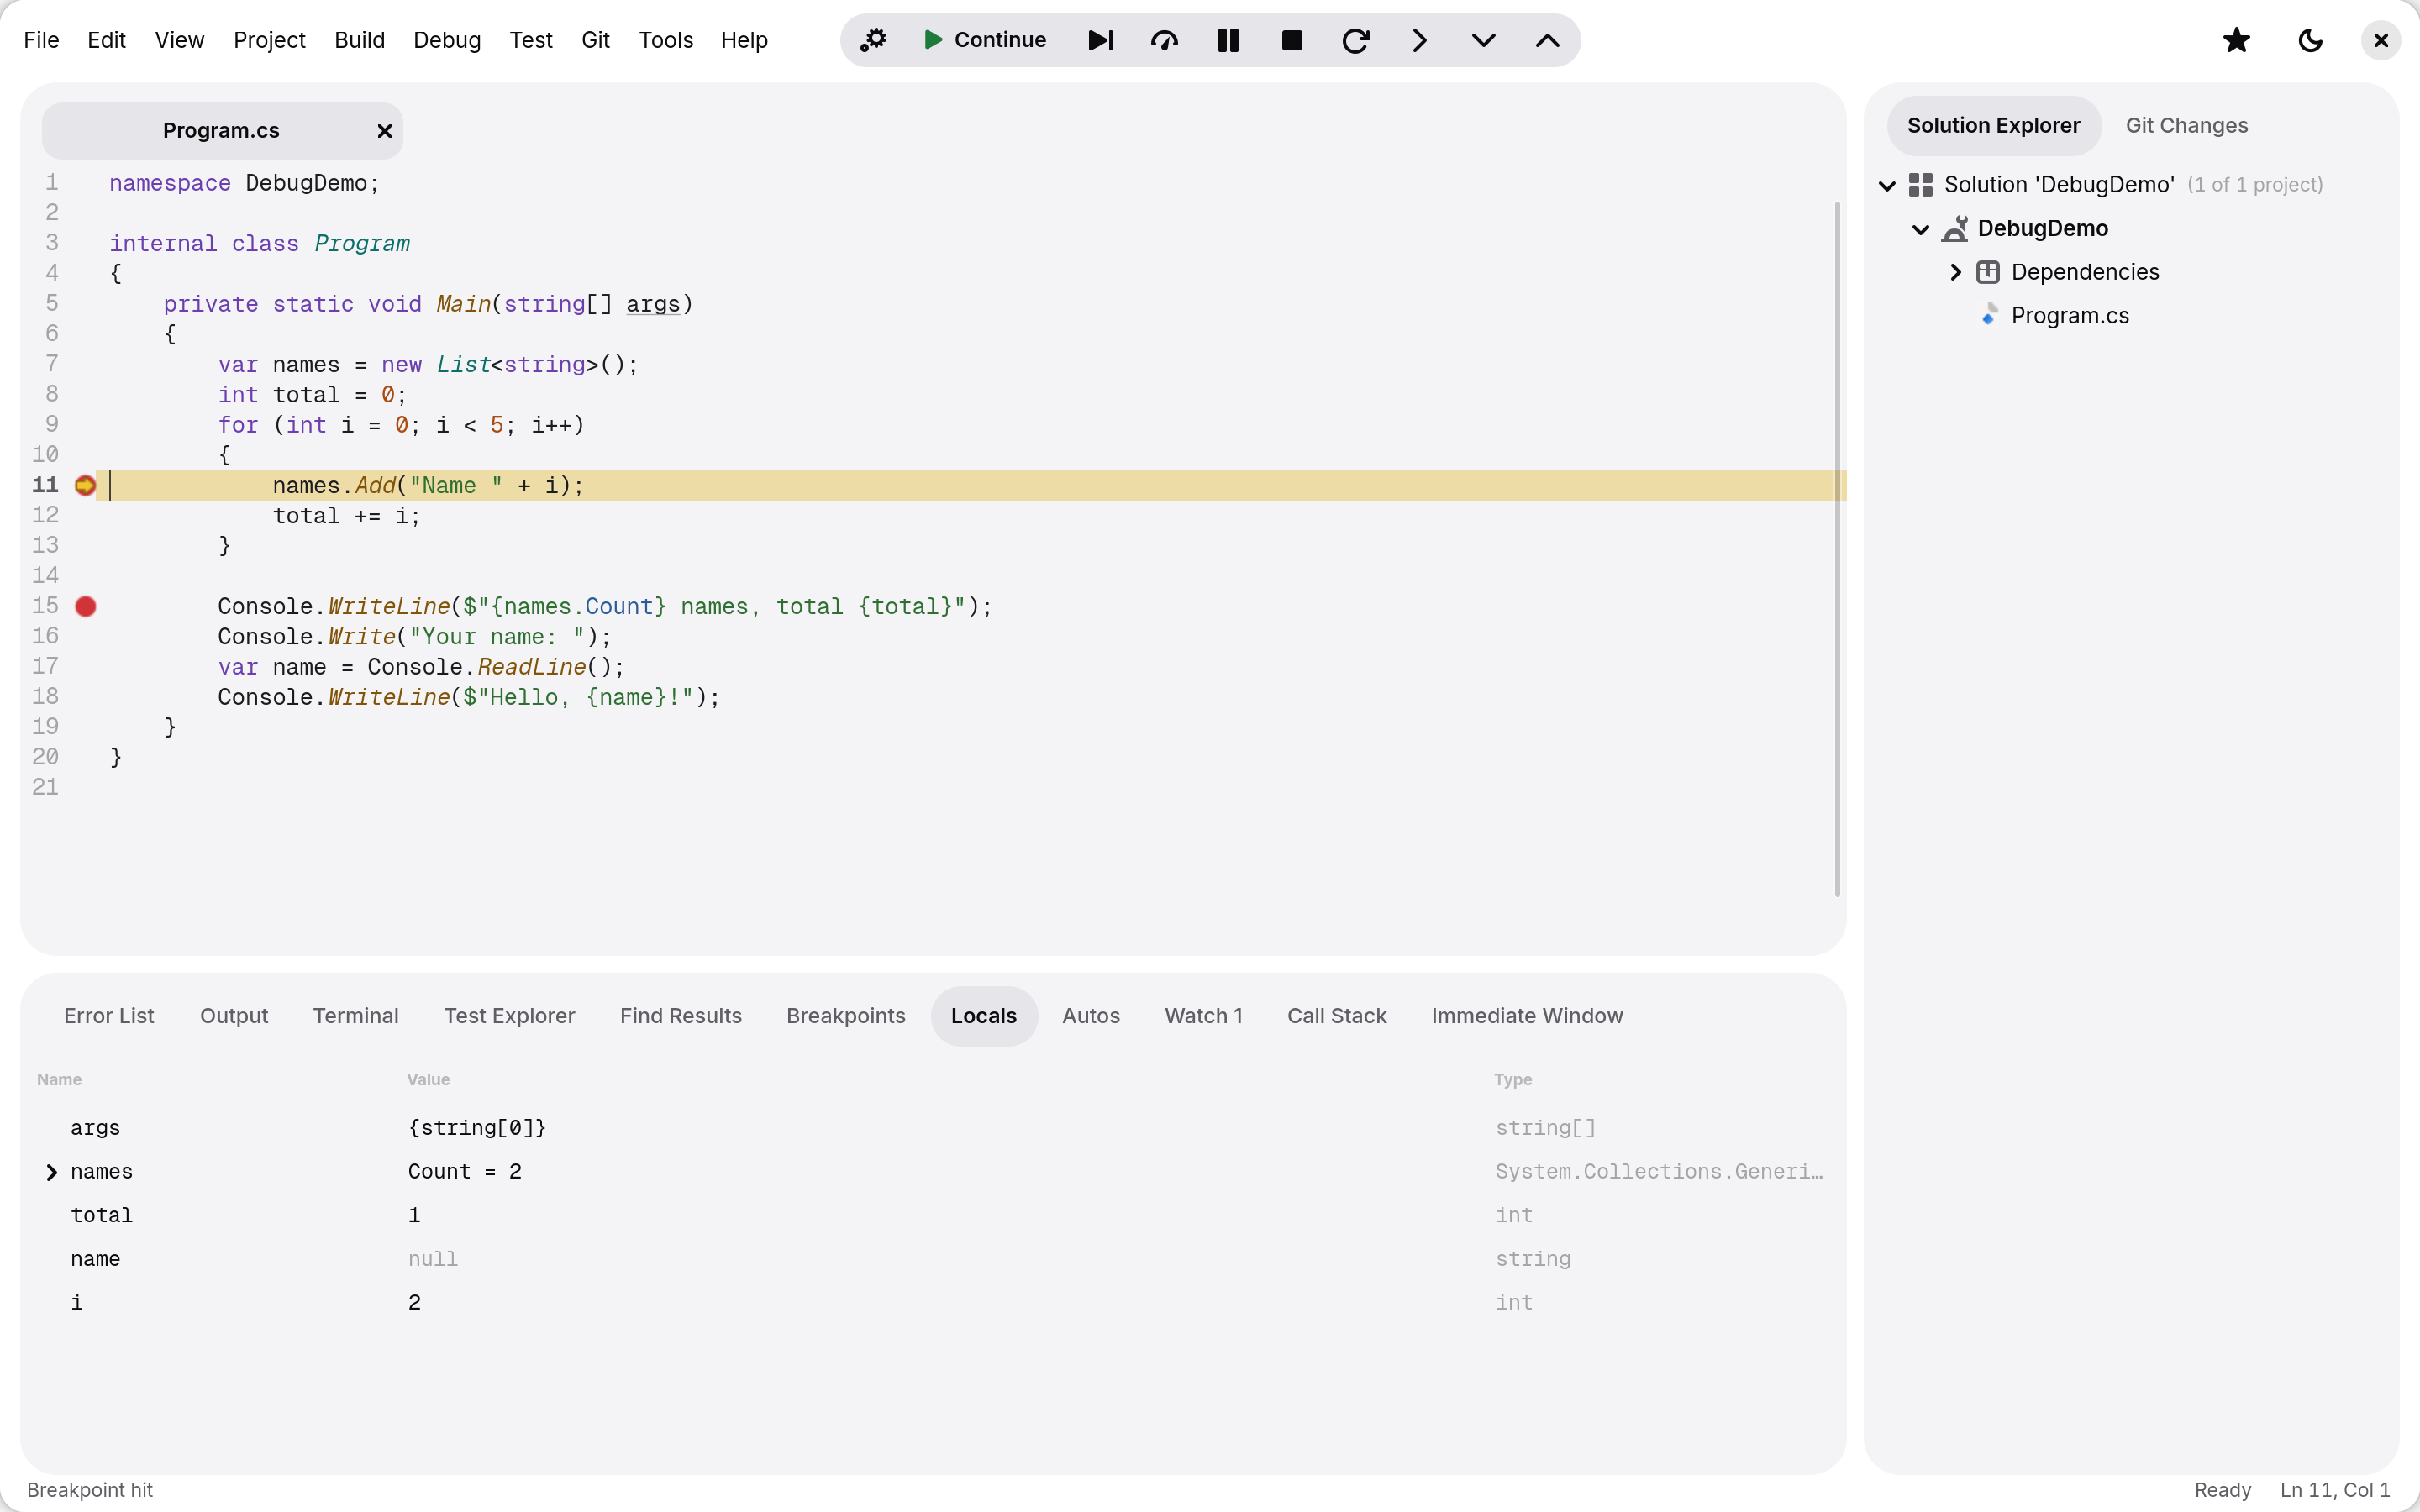 File Edit View Project Build Debug Test Git Tools Help Continue
Program.cs
Solution Explorer Git Changes
1 namespace DebugDemo;
2
3 internal class Program
4 {
5 private static void Main(string[] args)
6 {
7 var names = new List<string>();
8 int total = 0;
9 for (int i = 0; i < 5; i++)
10 {
11 names.Add("Name " + i);
12 total += i;
13 }
14
15 Console.WriteLine($"{names.Count} names, total {total}");
16 Console.Write("Your name: ");
17 var name = Console.ReadLine();
18 Console.WriteLine($"Hello, {name}!");
19 }
20 }
21
Solution 'DebugDemo' (1 of 1 project)
DebugDemo
Dependencies
Program.cs
Error List Output Terminal Test Explorer Find Results Breakpoints Locals Autos Watch 1 Call Stack Immediate Window
Name Value Type
args {string[0]} string[]
names Count = 2 System.Collections.Generi…
total 1 int
name null string
i 2 int
Breakpoint hit Ready Ln 11, Col 1